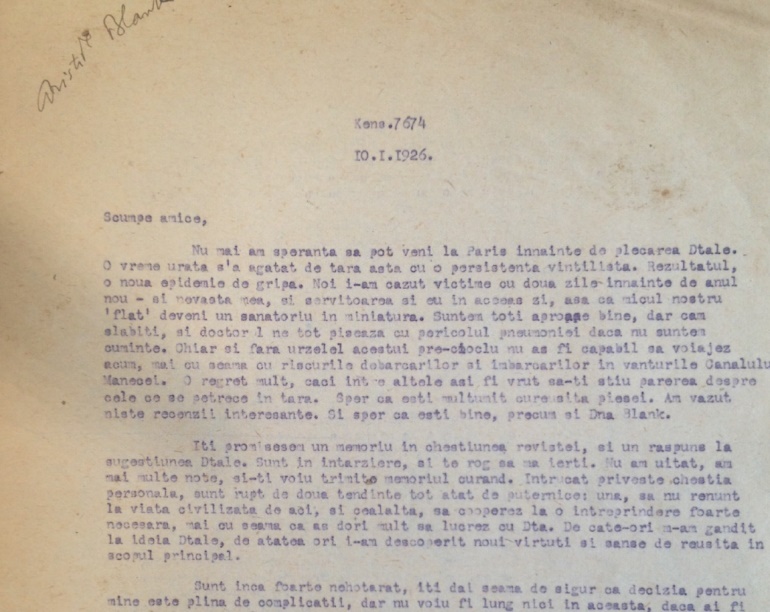 Aristide Blank
Kens.7674
10.I.1926.
Scumpe amice,
Nu mai am speranta sa pot veni la Paris innainte de plecarea Dtale.
O vreme urata s'a agatat de tara asta cu o persistenta vintilista. Rezultatul,
o noua epidemie de gripa. Noi i-am cazut victime cu doua zile innainte de anul
nou - si nevasta mea, si servitoarea si eu in aceeas zi, asa ca micul nostru
'flat' deveni un sanatoriu in miniatura. Suntem toti aproape bine, dar cam
slabiti, si doctorul ne tot piseaza cu pericolul pneumoniei daca nu suntem
cuminte. Chiar si fara urzelel acestui pre-cioclu nu as fi capabil sa voiajez
acum, mai cu seama cu riscurile debarcarilor si imbarcarilor in vanturile Canalulu
Manecei. O regret mult, caci intre altele asi fi vrut sa-ti stiu parerea despre
cele ce se petrec in tara. Sper ca esti multumit cureusita piesei. Am vazut
niste recenzii interesante. Si sper ca esti bine, precum si Dna Blank.
Iti promisesem un memoriu in chestiunea revistei, si un raspuns la
sugestiunea Dtale. Sunt in intarziere, si te rog sa ma ierti. Nu am uitat, am
mai multe note, si-ti voiu trimite memoriul curand. Intrucat priveste chestia
personala, sunt rupt de doua tendinte tot atat de puternice: una, sa nu renunt
la viata civilizata de aci, si cealalta, sa cooperez la o intreprindere foarte
necesara, mai cu seama ca as dori mult sa lucrez cu Dta. De cate-ori m-am gandit
la ideia Dtale, de atatea ori i-am descoperit noui virtuti si sanse de reusita in
scopul principal.
Sunt inca foarte nehotarat, iti dai seama de sigur ca decizia pentru
mine este plina de complicatii, dar nu voiu fi lung nici in aceasta, daca ai fi